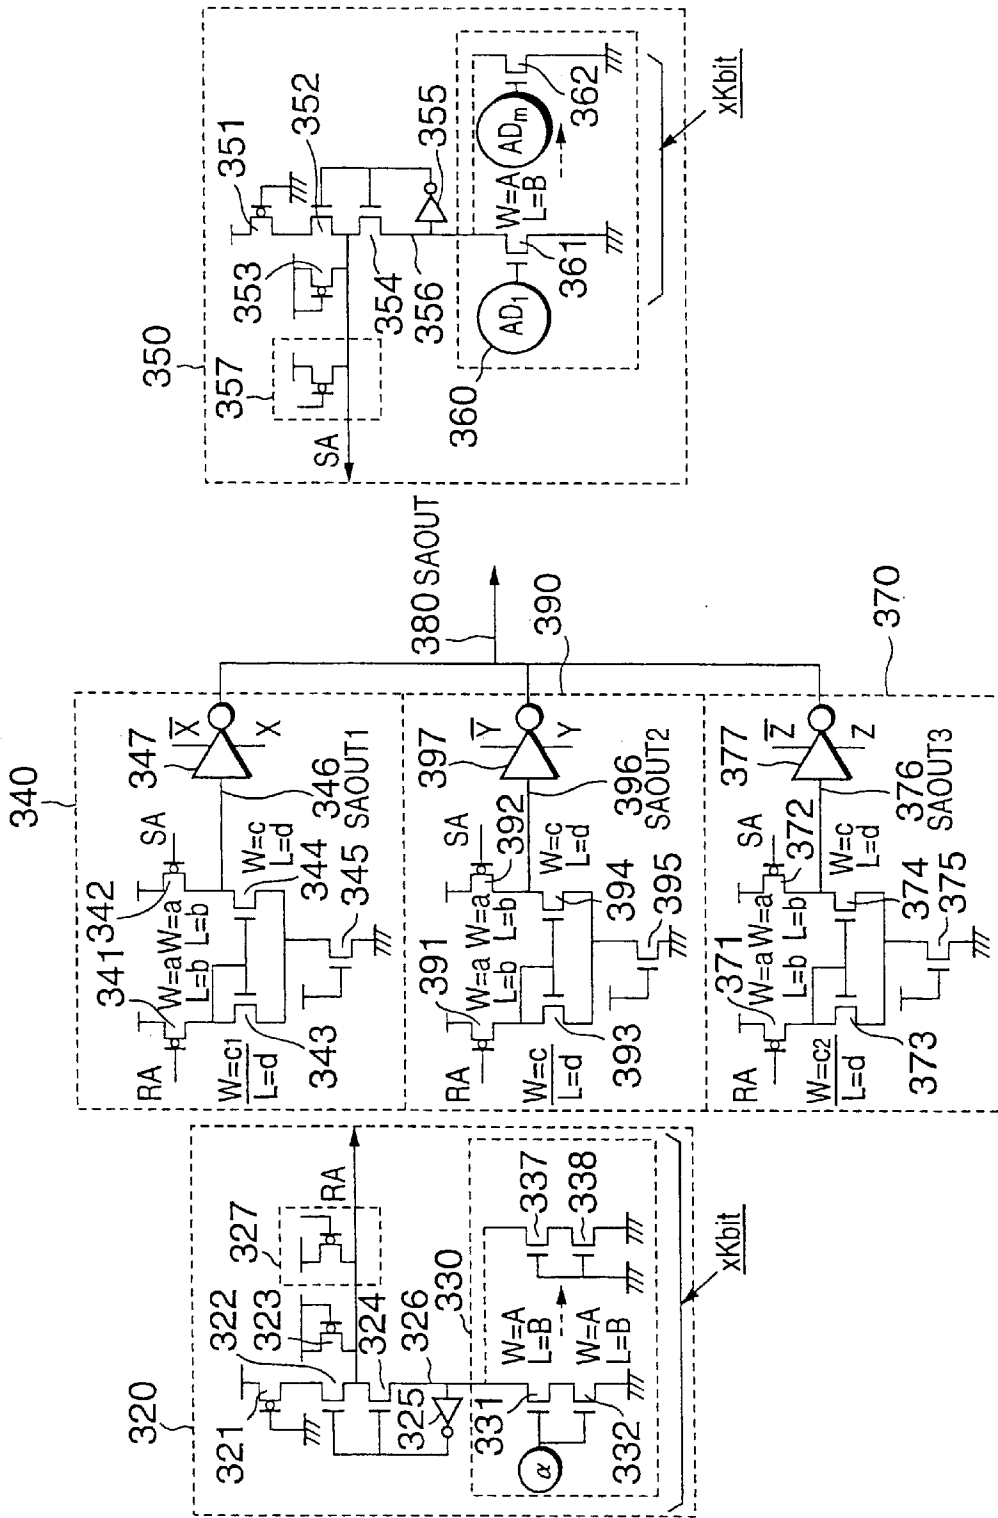 320
321
322
323
324
325
326
327
RA
330
331
332
α
W=A
L=B
W=A
L=B
337
338
xKbit
340
RA
341
W=a
L=b
342
W=a
L=b
SA
W=c1
L=d
343
W=c
L=d
344
345
346
SAOUT1
347
X
X
RA
391
W=a
L=b
W=a
L=b
392
SA
W=c
L=d
393
W=c
L=d
394
395
396
SAOUT2
397
Y
Y
390
RA
371
W=a
L=b
W=a
L=b
372
SA
W=c2
L=d
373
W=c
L=d
374
375
376
SAOUT3
377
Z
Z
370
380 SAOUT
350
351
352
353
354
355
356
357
SA
360
AD1
361
W=A
L=B
ADm
362
xKbit